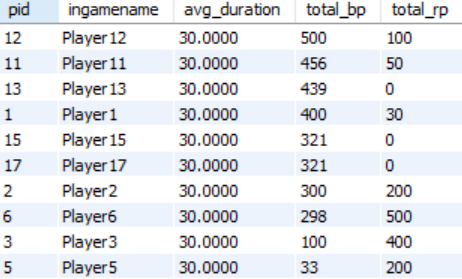 pid ingamename avg_duration total_bp total_rp
12 Player12 30.0000 500 100
11 Player11 30.0000 456 50
13 Player13 30.0000 439 0
1 Player1 30.0000 400 30
15 Player15 30.0000 321 0
17 Player17 30.0000 321 0
2 Player2 30.0000 300 200
6 Player6 30.0000 298 500
3 Player3 30.0000 100 400
5 Player5 30.0000 33 200